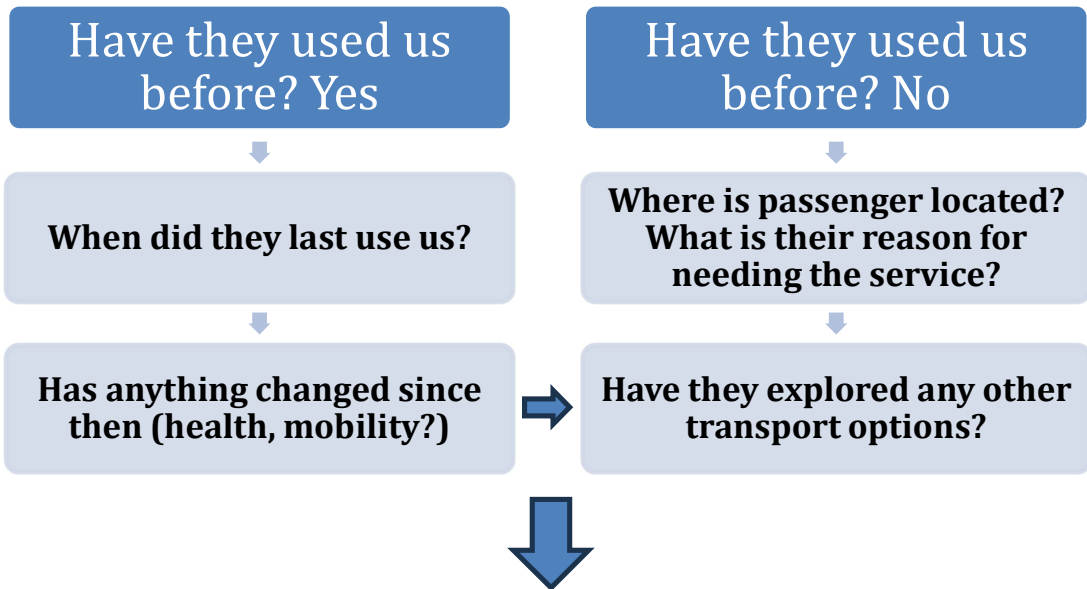 Have they used us
before? Yes
When did they last use us?
Has anything changed since
then (health, mobility?)
Have they used us
before? No
Where is passenger located?
What is their reason for
needing the service?
Have they explored any other
transport options?